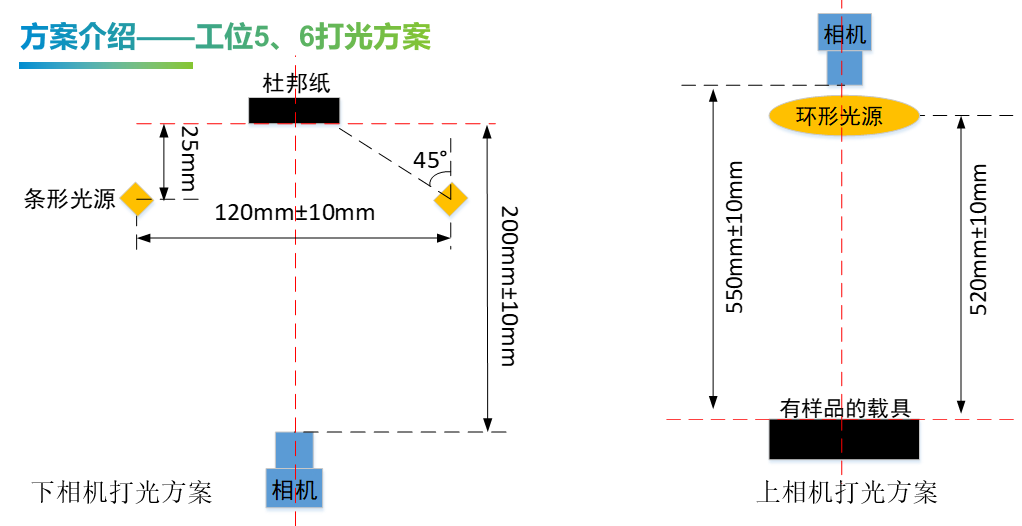 方案介绍——工位5、6打光方案
杜邦纸
25mm
45°
条形光源
120mm±10mm
200mm±10mm
相机
下相机打光方案
相机
环形光源
550mm±10mm
520mm±10mm
有样品的载具
上相机打光方案